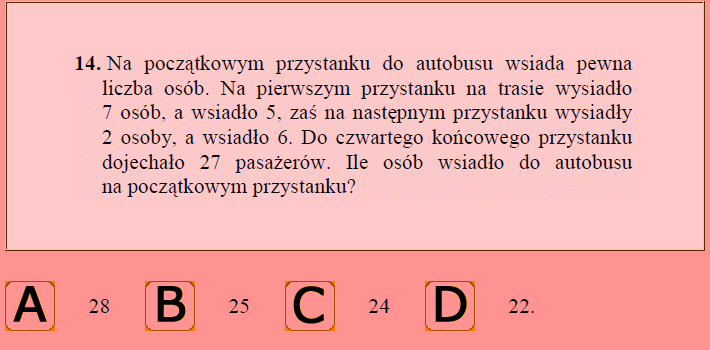 14. Na początkowym przystanku do autobusu wsiada pewna
liczba osób. Na pierwszym przystanku na trasie wysiadło
7 osób, a wsiadło 5, zaś na następnym przystanku wysiadły
2 osoby, a wsiadło 6. Do czwartego końcowego przystanku
dojechało 27 pasażerów. Ile osób wsiadło do autobusu
na początkowym przystanku?
A 28 B 25 C 24 D 22.